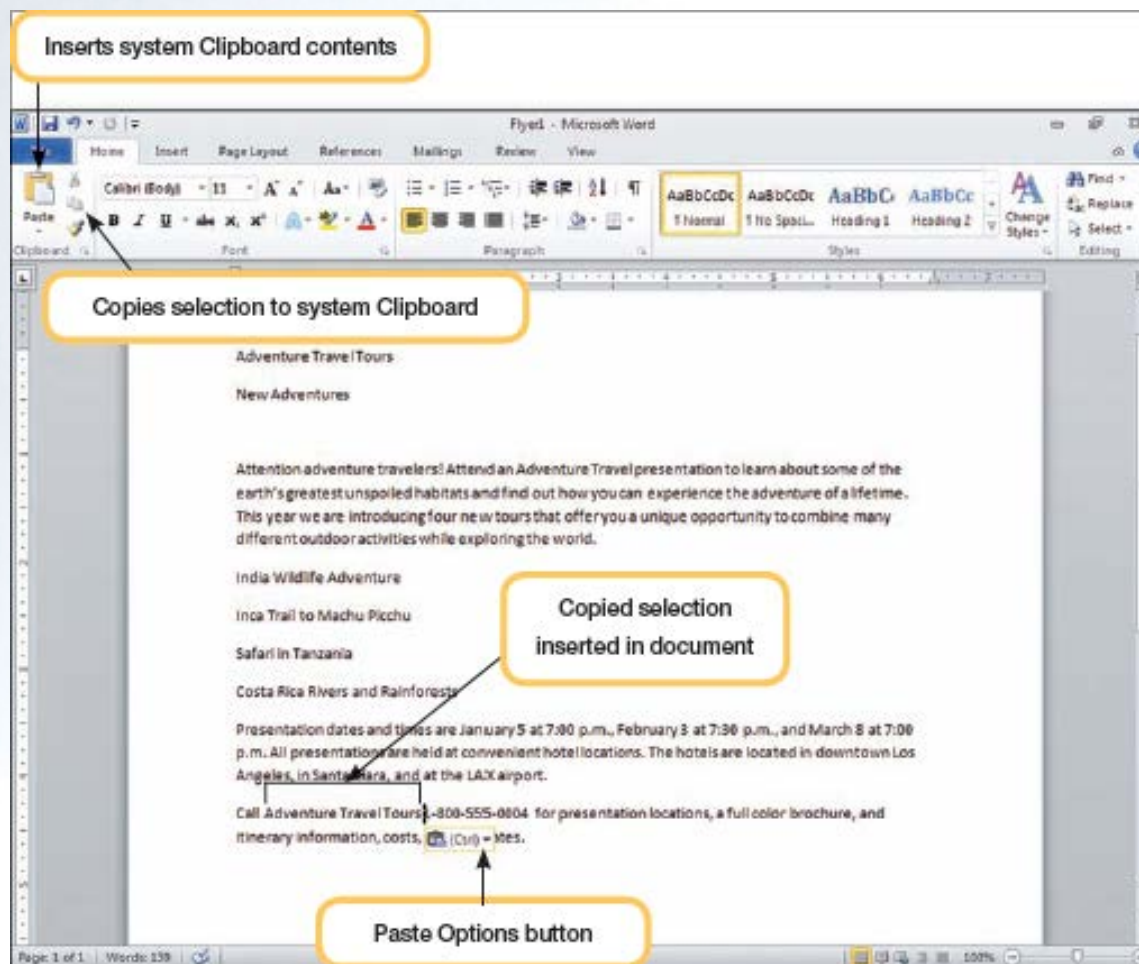 Inserts system Clipboard contents
Flyer1 - Microsoft Word
Home Insert Page Layout References Mailings Review View
Calibri (Body) 11 A A Aa
AaBbCcDc AaBbCcDc AaBbC AaBbCc
Find
Replace
Select
Paste
B I U abc x₂ x² A A
¶ Normal ¶ No Spaci... Heading 1 Heading 2
Change
Styles
Clipboard Font Paragraph Styles Editing
Copies selection to system Clipboard
Adventure Travel Tours
New Adventures
Attention adventure travelers! Attend an Adventure Travel presentation to learn about some of the
earth's greatest unspoiled habitats and find out how you can experience the adventure of a lifetime.
This year we are introducing four new tours that offer you a unique opportunity to combine many
different outdoor activities while exploring the world.
India Wildlife Adventure
Inca Trail to Machu Picchu
Safari in Tanzania
Costa Rica Rivers and Rainforests
Copied selection
inserted in document
Presentation dates and times are January 5 at 7:00 p.m., February 3 at 7:30 p.m., and March 8 at 7:00
p.m. All presentations are held at convenient hotel locations. The hotels are located in downtown Los
Angeles, in Santa Clara, and at the LAX airport.
Call Adventure Travel Tours 1-800-555-0004 for presentation locations, a full color brochure, and
itinerary information, costs, (Ctrl) ates.
Paste Options button
Page: 1 of 1 Words: 139 100%